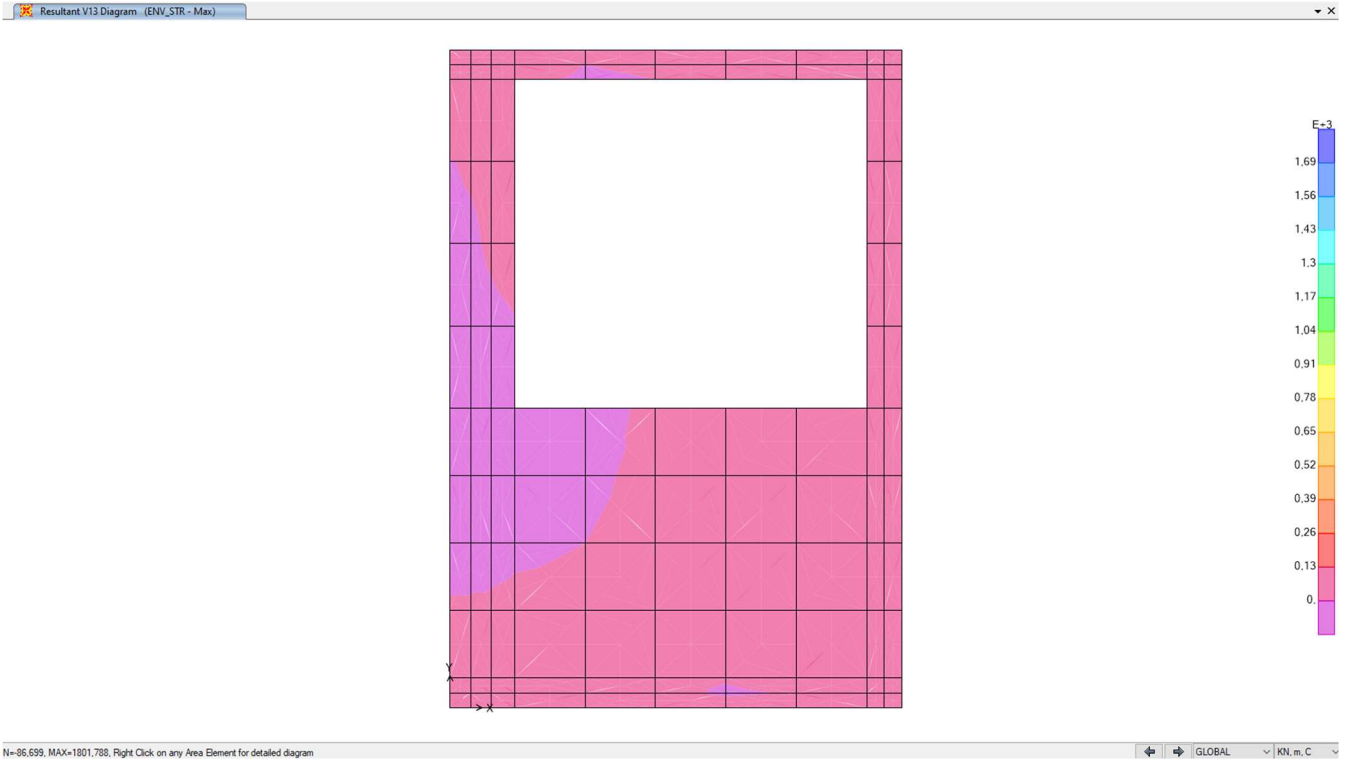 Resultant V13 Diagram   (ENV_STR - Max)
E+3
1,69
1,56
1,43
1,3
1,17
1,04
0,91
0,78
0,65
0,52
0,39
0,26
0,13
0,
Y
X
N=-86,699, MAX=1801,788, Right Click on any Area Element for detailed diagram
GLOBAL
KN, m, C